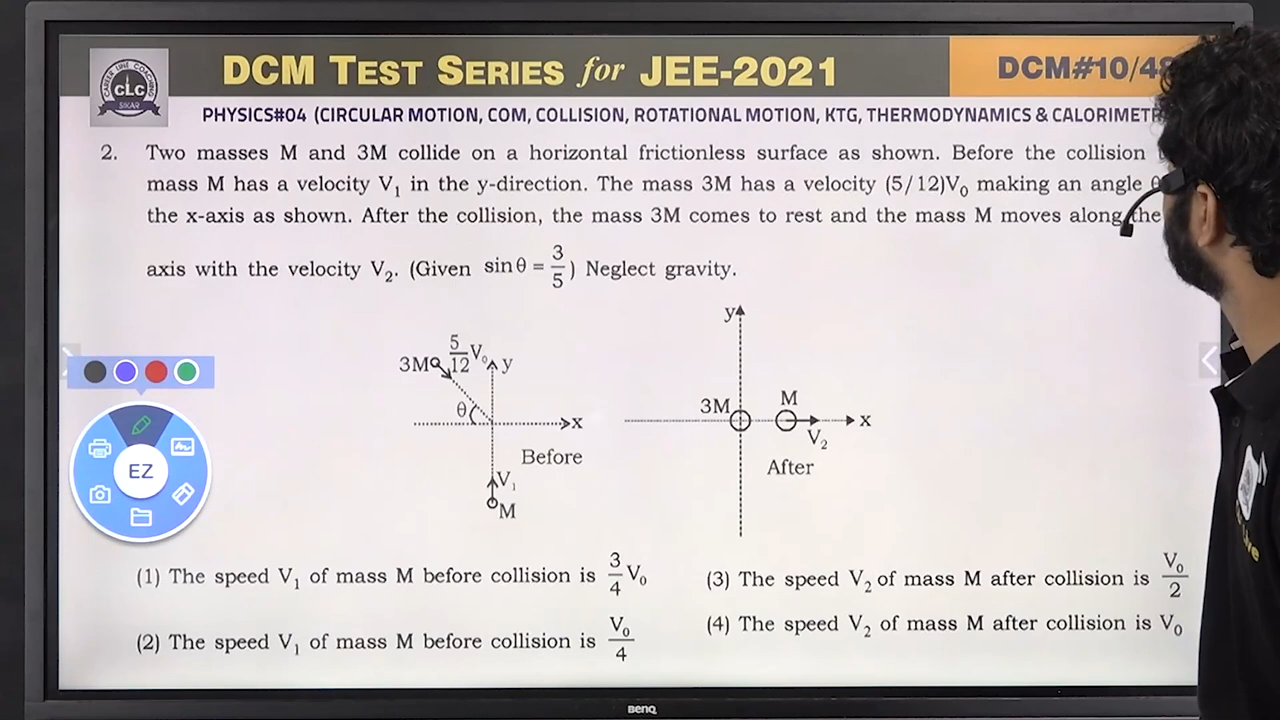 CAREER LINE COACHING
CLC
SIKAR
DCM TEST SERIES for JEE-2021
DCM#10/48
PHYSICS#04 (CIRCULAR MOTION, COM, COLLISION, ROTATIONAL MOTION, KTG, THERMODYNAMICS & CALORIMETR
2. Two masses M and 3M collide on a horizontal frictionless surface as shown. Before the collision
mass M has a velocity V₁ in the y-direction. The mass 3M has a velocity (5/12)V₀ making an angle θ
the x-axis as shown. After the collision, the mass 3M comes to rest and the mass M moves along the
axis with the velocity V₂. (Given sinθ = 3/5) Neglect gravity.
3M 5/12 V₀ y
θ
x
Before
V₁
M
y
3M M
x
V₂
After
(1) The speed V₁ of mass M before collision is 3/4 V₀
(2) The speed V₁ of mass M before collision is V₀/4
(3) The speed V₂ of mass M after collision is V₀/2
(4) The speed V₂ of mass M after collision is V₀
EZ
BenQ